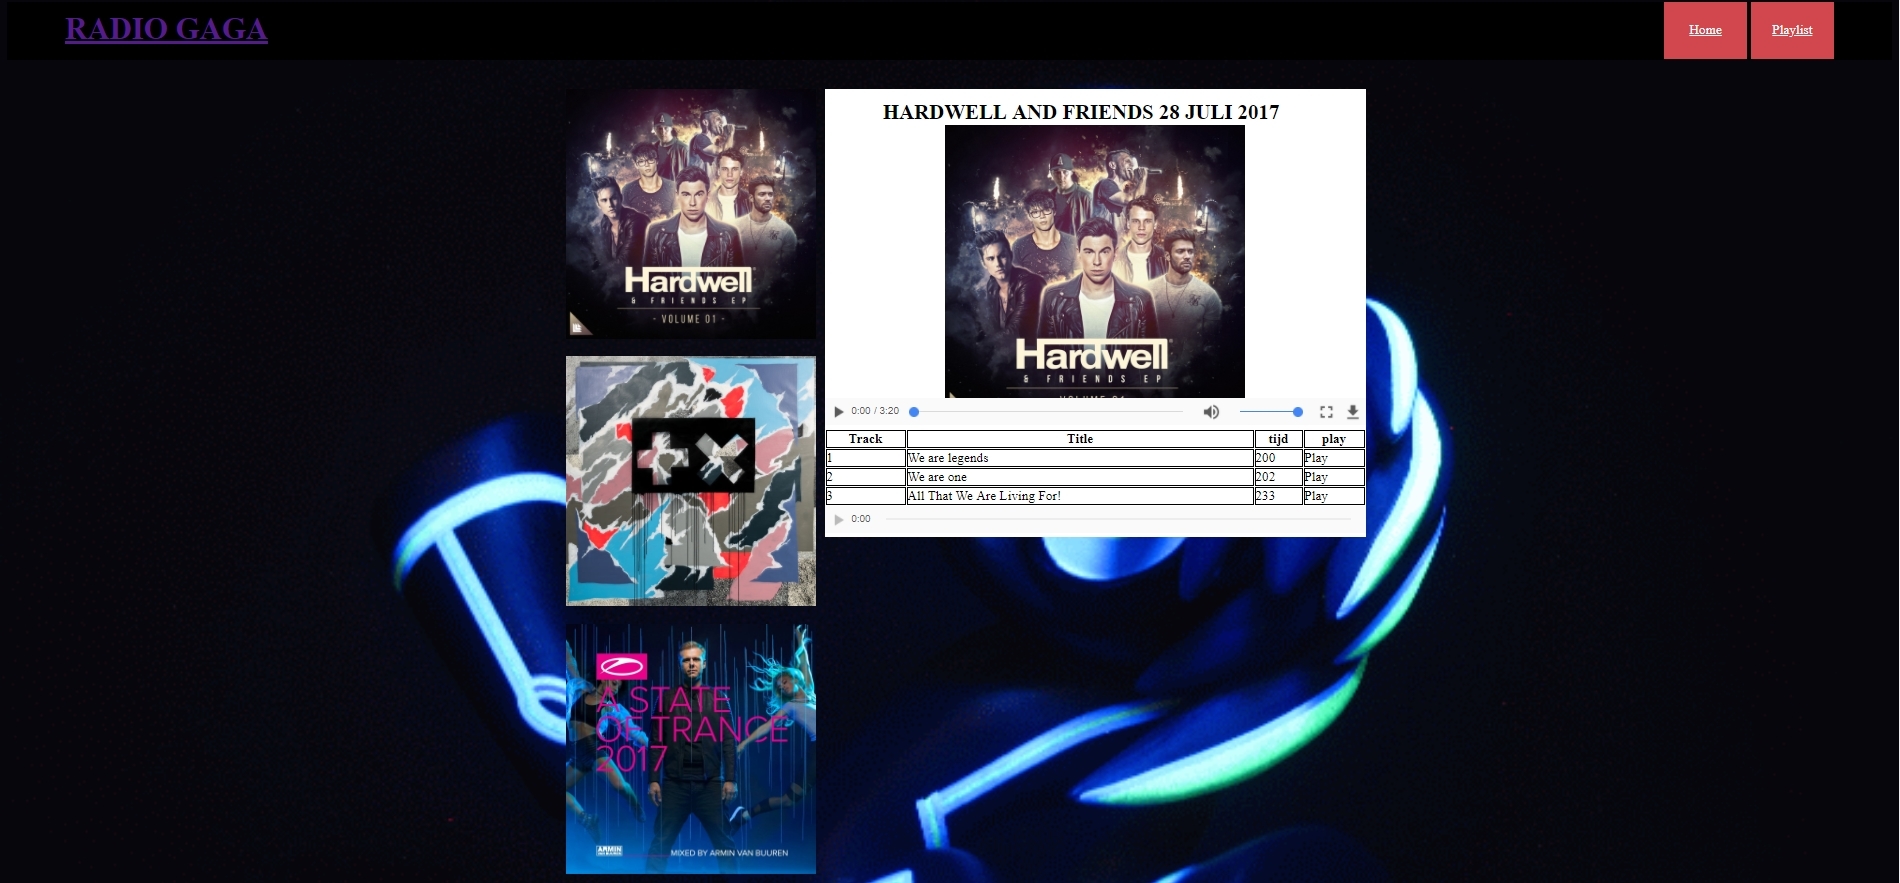 RADIO GAGA
Home
Playlist
Hardwell
& FRIENDS EP
- VOLUME 01 -
A STATE
OF TRANCE
2017
ARMIN
VAN BUUREN
MIXED BY ARMIN VAN BUUREN
HARDWELL AND FRIENDS 28 JULI 2017
Hardwell
& FRIENDS EP
0:00 / 3:20
Track Title tijd play
1 We are legends 200 Play
2 We are one 202 Play
3 All That We Are Living For! 233 Play
0:00